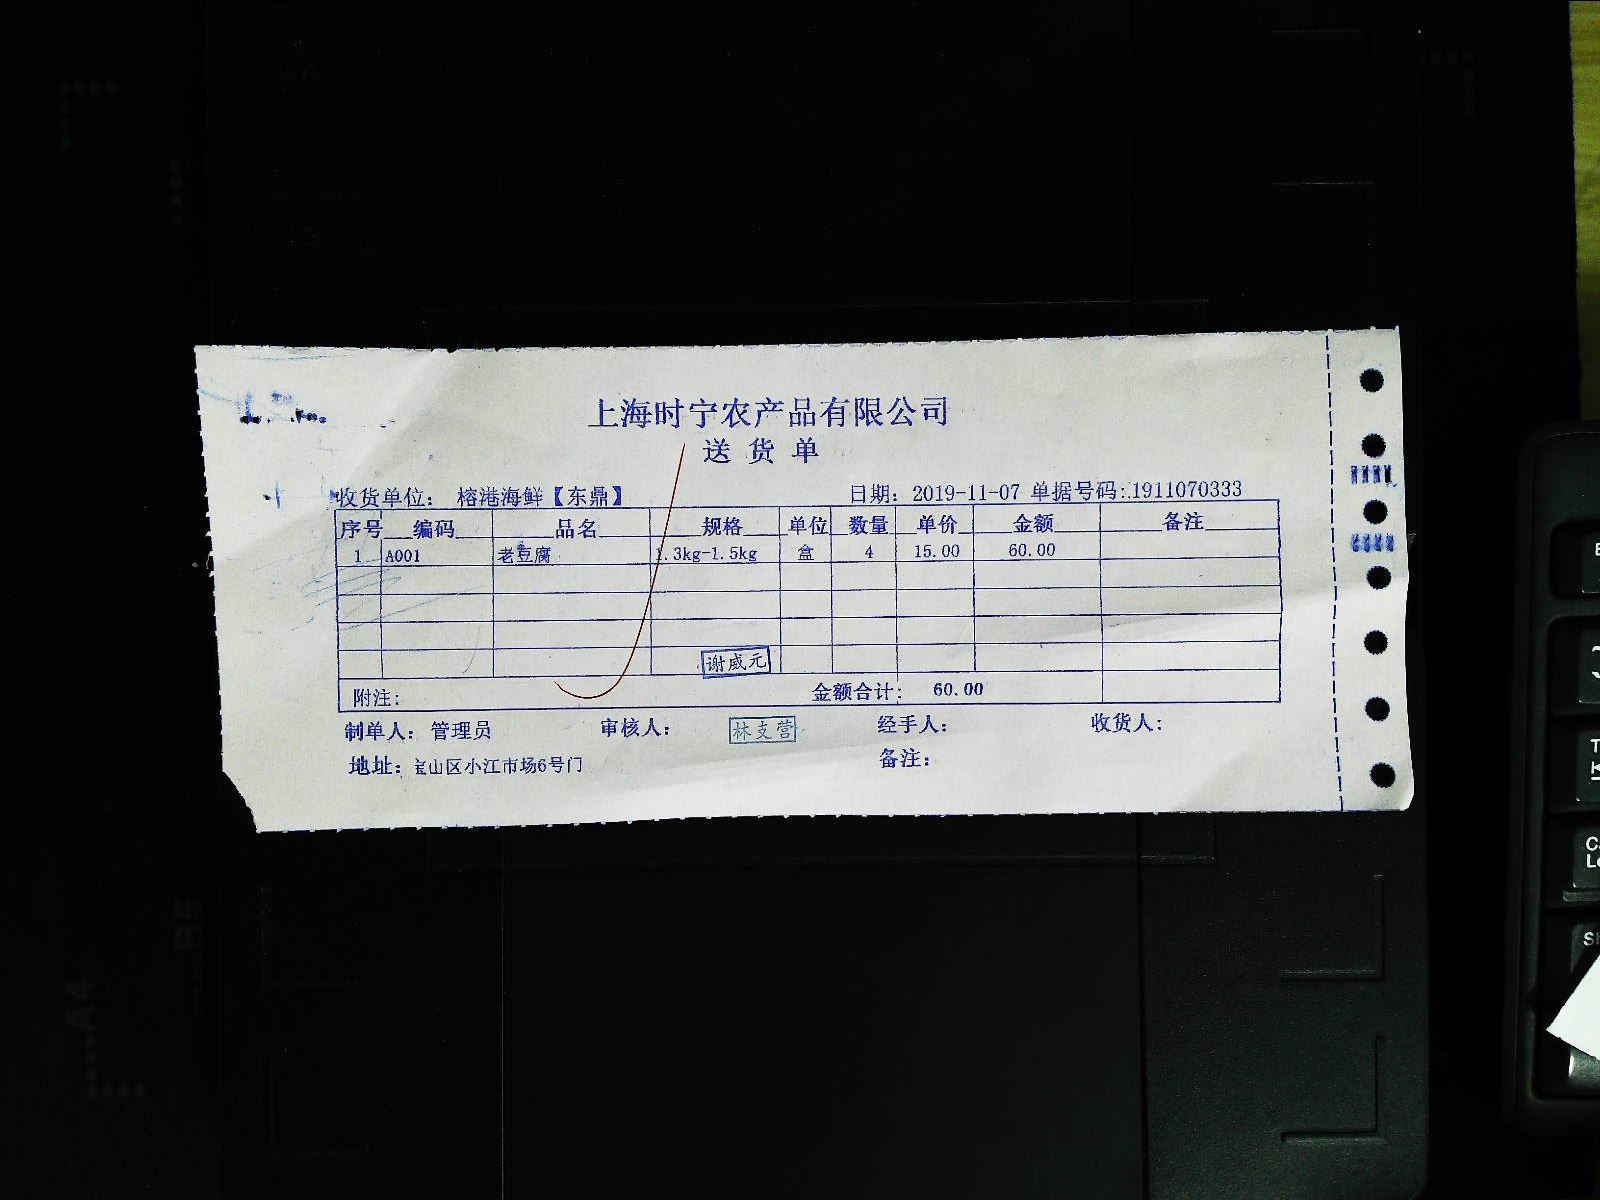 上海时宁农产品有限公司
送 货 单
收货单位: 榕港海鲜【东鼎】 日期: 2019-11-07 单据号码: 1911070333
序号 编码 品名 规格 单位 数量 单价 金额 备注
1 A001 老豆腐 1.3kg-1.5kg 盒 4 15.00 60.00
谢威元
附注: 金额合计: 60.00
制单人: 管理员 审核人: 林支营 经手人: 收货人:
地址: 宝山区小江市场6号门 备注:
A4
B5